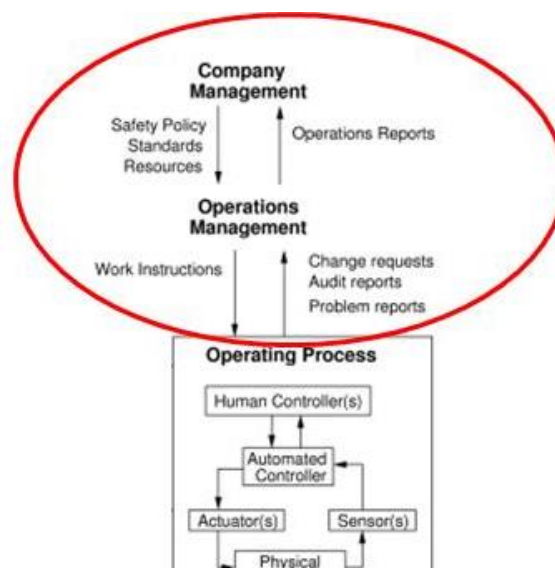 Company
Management
Safety Policy
Standards
Resources
Operations Reports
Operations
Management
Work Instructions
Change requests
Audit reports
Problem reports
Operating Process
Human Controller(s)
Automated
Controller
Actuator(s)
Sensor(s)
Physical